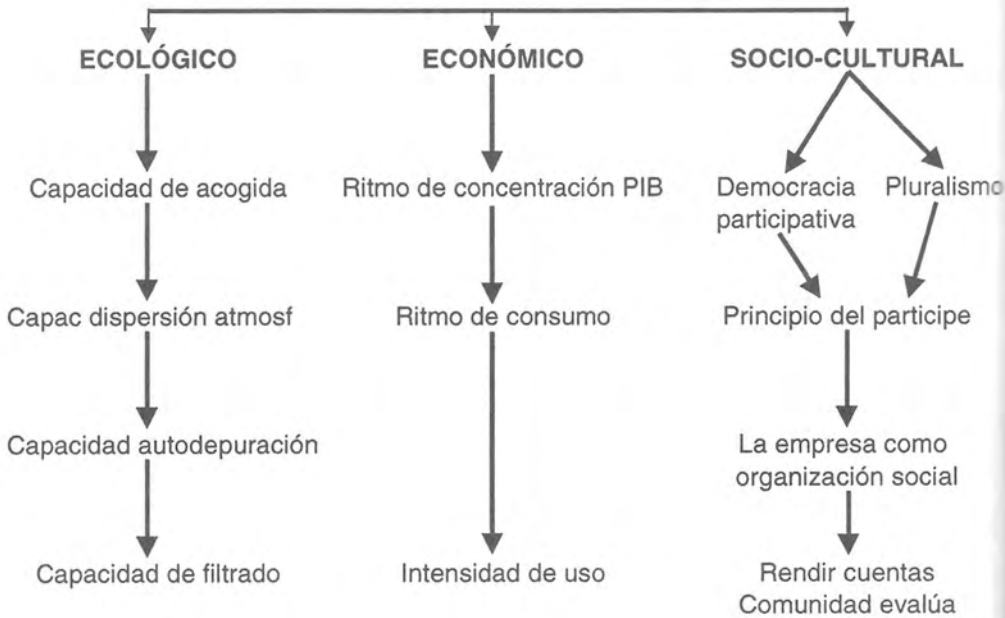 ECOLÓGICO ECONÓMICO SOCIO-CULTURAL
Capacidad de acogida Ritmo de concentración PIB Democracia participativa Pluralismo
Capac dispersión atmosf Ritmo de consumo Principio del participe
Capacidad autodepuración La empresa como
organización social
Capacidad de filtrado Intensidad de uso Rendir cuentas
Comunidad evalúa